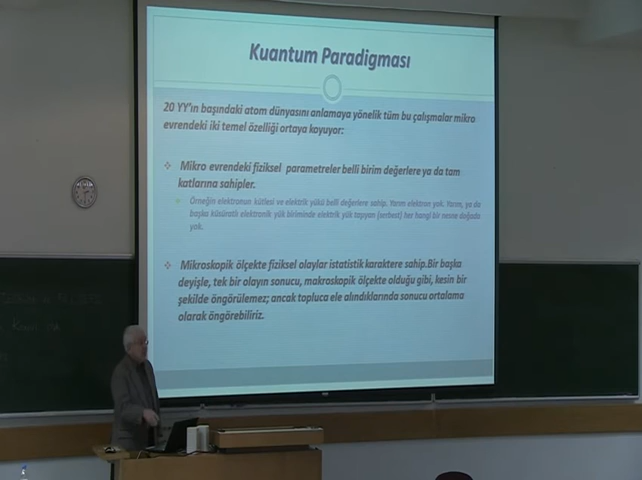 Kuantum Paradigması
20 YY'ın başındaki atom dünyasını anlamaya yönelik tüm bu çalışmalar mikro
evrendeki iki temel özelliği ortaya koyuyor:
Mikro evrendeki fiziksel parametreler belli birim değerlere ya da tam
katlarına sahipler.
Örneğin elektronun kütlesi ve elektrik yükü belli değerlere sahip. Yarım elektron yok. Yarım, ya da
başka küsüratlı elektronik yük biriminde elektrik yük taşıyan (serbest) her hangi bir nesne doğada
yok.
Mikroskopik ölçekte fiziksel olaylar istatistik karaktere sahip.Bir başka
deyişle, tek bir olayın sonucu, makroskopik ölçekte olduğu gibi, kesin bir
şekilde öngörülemez; ancak topluca ele alındıklarında sonucu ortalama
olarak öngörebiliriz.